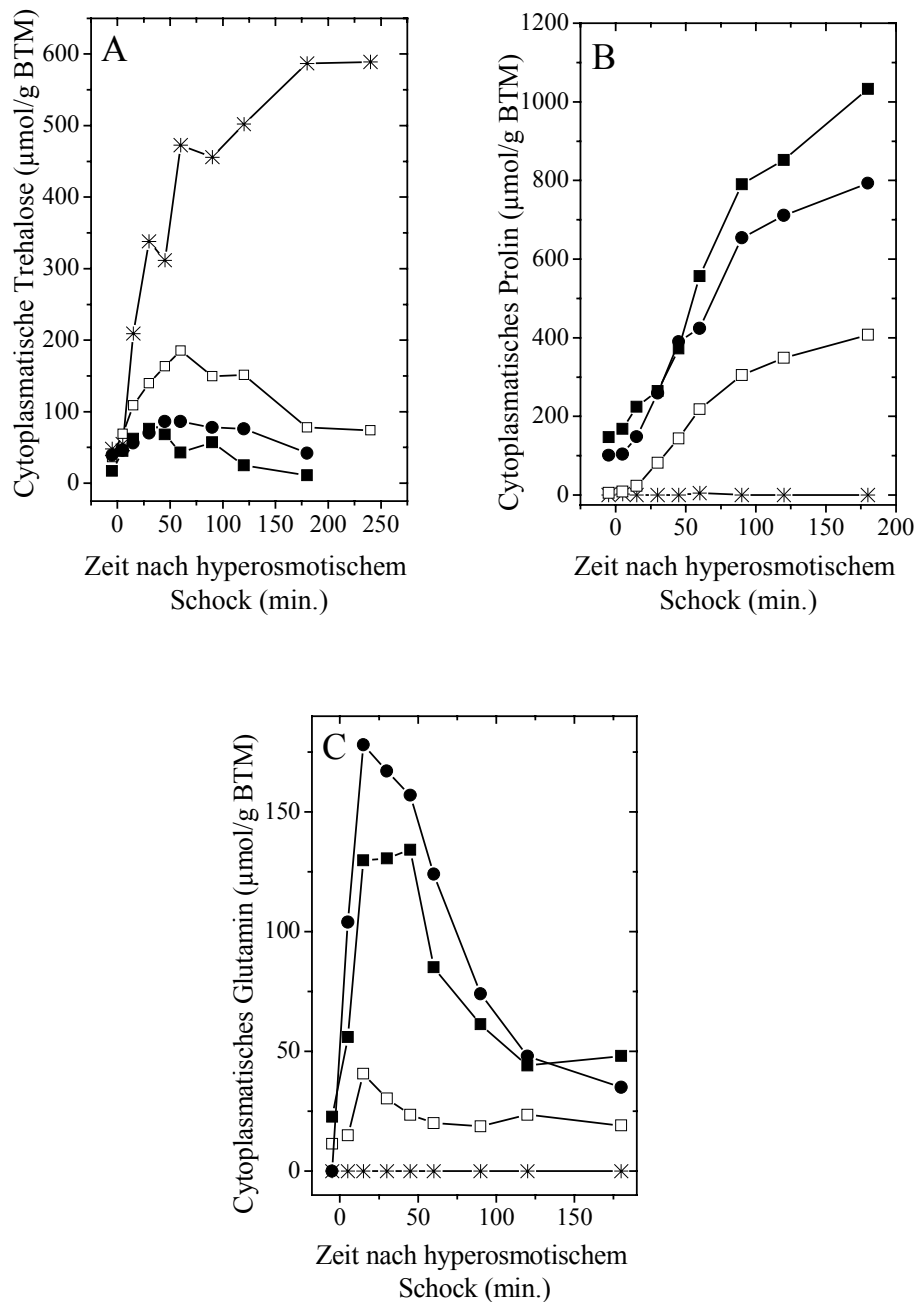 A
Cytoplasmatische Trehalose (µmol/g BTM)
600
500
400
300
200
100
0
0 50 100 150 200 250
Zeit nach hyperosmotischem
Schock (min.)
B
Cytoplasmatisches Prolin (µmol/g BTM)
1200
1000
800
600
400
200
0
0 50 100 150 200
Zeit nach hyperosmotischem
Schock (min.)
C
Cytoplasmatisches Glutamin (µmol/g BTM)
150
100
50
0
0 50 100 150
Zeit nach hyperosmotischem
Schock (min.)